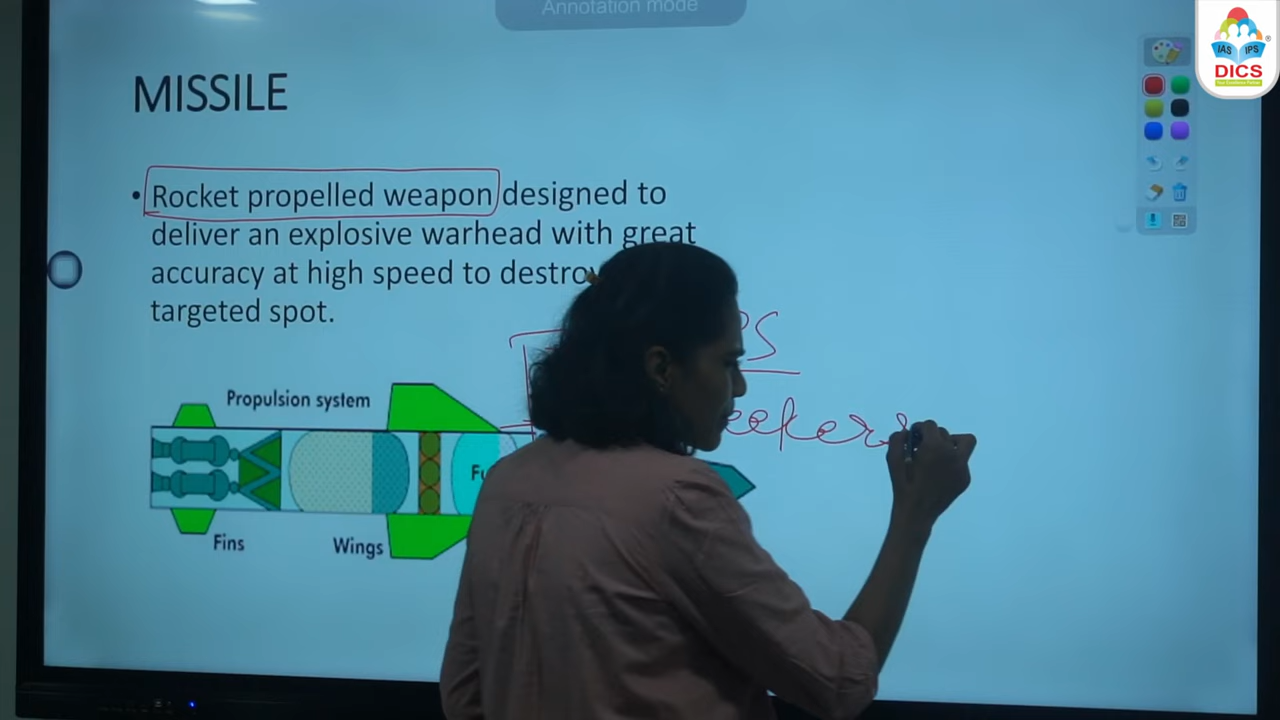 Annotation mode
IAS IPS
DICS
MISSILE
• Rocket propelled weapon designed to
deliver an explosive warhead with great
accuracy at high speed to destroy
targeted spot.
Propulsion system
Fins
Wings